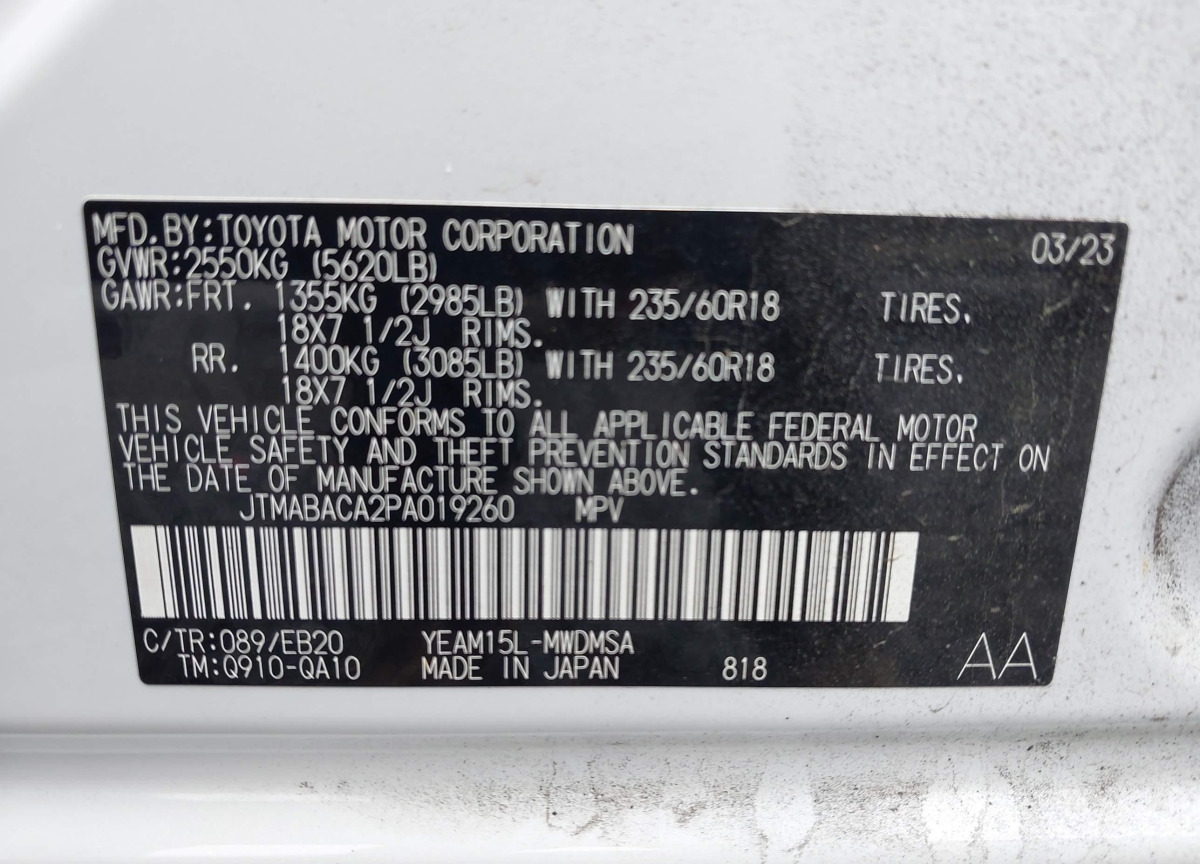 MFD.BY:TOYOTA MOTOR CORPORATION 03/23
GVWR:2550KG (5620LB)
GAWR:FRT. 1355KG (2985LB) WITH 235/60R18 TIRES.
18X7 1/2J RIMS.
RR. 1400KG (3085LB) WITH 235/60R18 TIRES.
18X7 1/2J RIMS.
THIS VEHICLE CONFORMS TO ALL APPLICABLE FEDERAL MOTOR
VEHICLE SAFETY AND THEFT PREVENTION STANDARDS IN EFFECT ON
THE DATE OF MANUFACTURE SHOWN ABOVE.
JTMABACA2PA019260 MPV
C/TR:089/EB20 YEAM15L-MWDMSA
TM:Q910-QA10 MADE IN JAPAN 818 AA